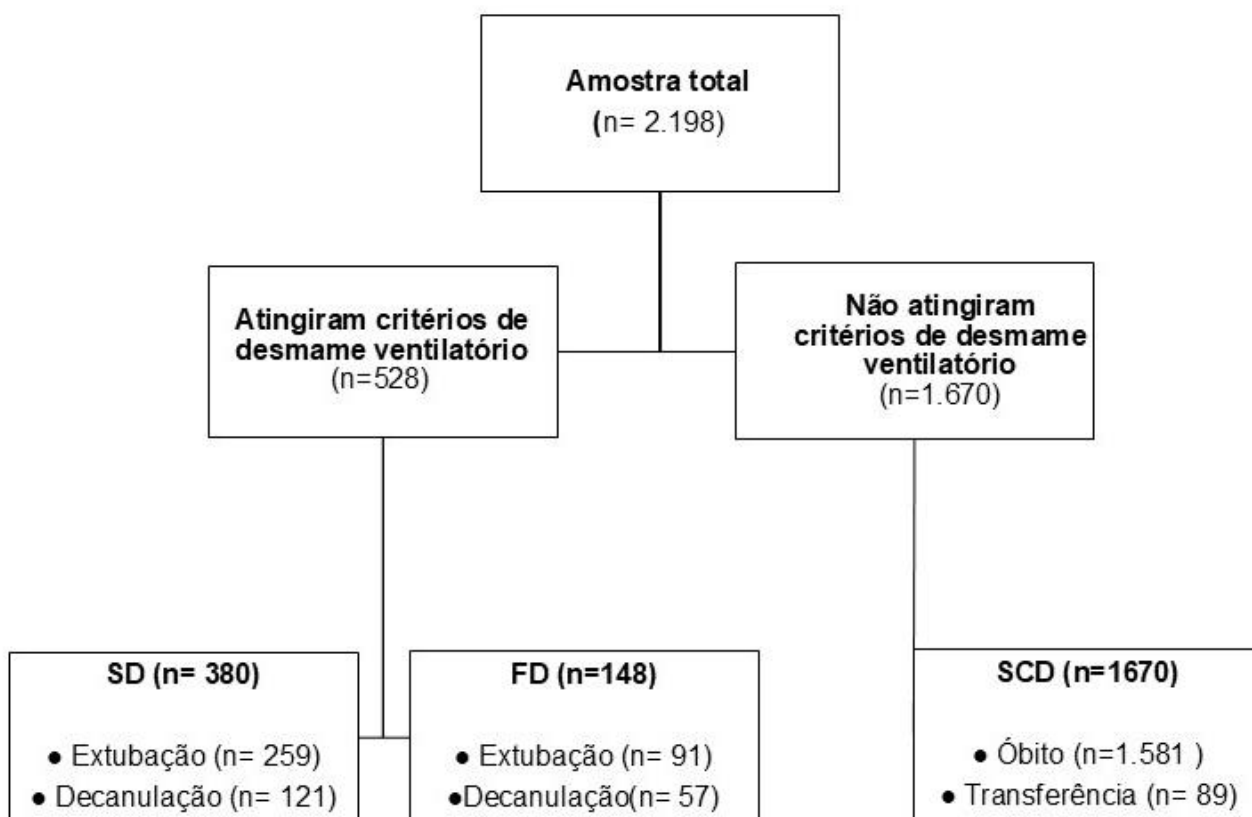 Amostra total
(n= 2.198)
Atingiram critérios de
desmame ventilatório
(n=528)
Não atingiram
critérios de desmame
ventilatório
(n=1.670)
SD (n= 380)
● Extubação (n= 259)
● Decanulação (n= 121)
FD (n=148)
● Extubação (n= 91)
●Decanulação(n= 57)
SCD (n=1670)
● Óbito (n=1.581 )
● Transferência (n= 89)